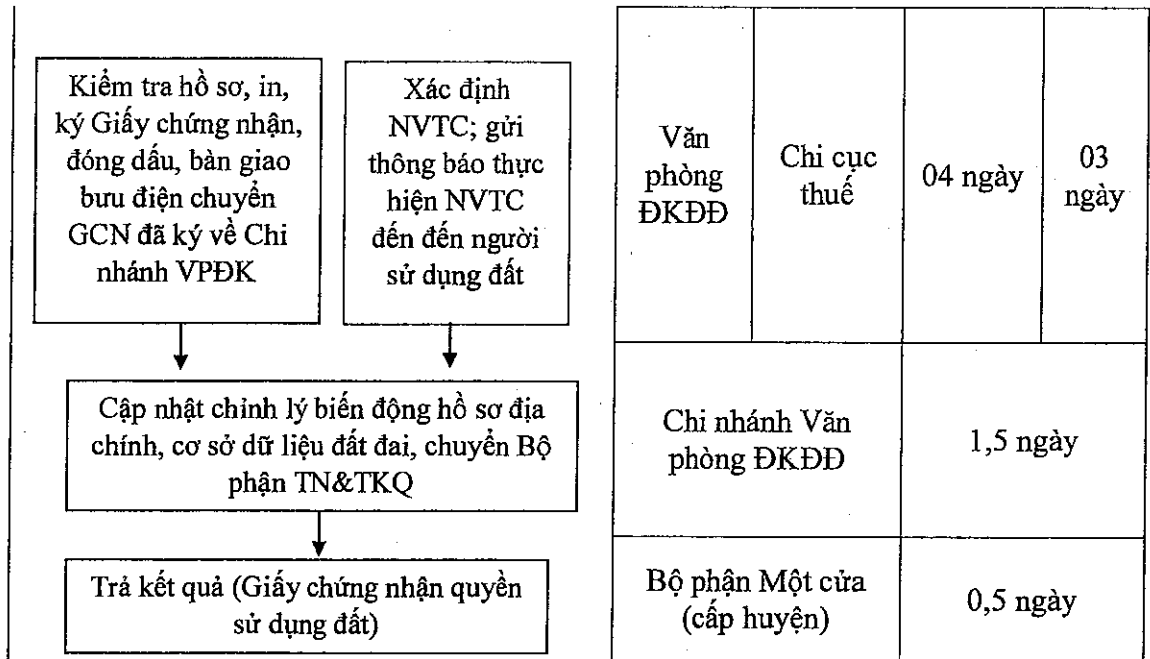 Kiểm tra hồ sơ, in,
ký Giấy chứng nhận,
đóng dấu, bàn giao
bưu điện chuyển
GCN đã ký về Chi
nhánh VPĐK
Xác định
NVTC; gửi
thông báo thực
hiện NVTC
đến đến người
sử dụng đất
Văn
phòng
ĐKĐĐ
Chi cục
thuế
04 ngày
03
ngày
Cập nhật chỉnh lý biến động hồ sơ địa
chính, cơ sở dữ liệu đất đai, chuyển Bộ
phận TN&TKQ
Chi nhánh Văn
phòng ĐKĐĐ
1,5 ngày
Trả kết quả (Giấy chứng nhận quyền
sử dụng đất)
Bộ phận Một cửa
(cấp huyện)
0,5 ngày